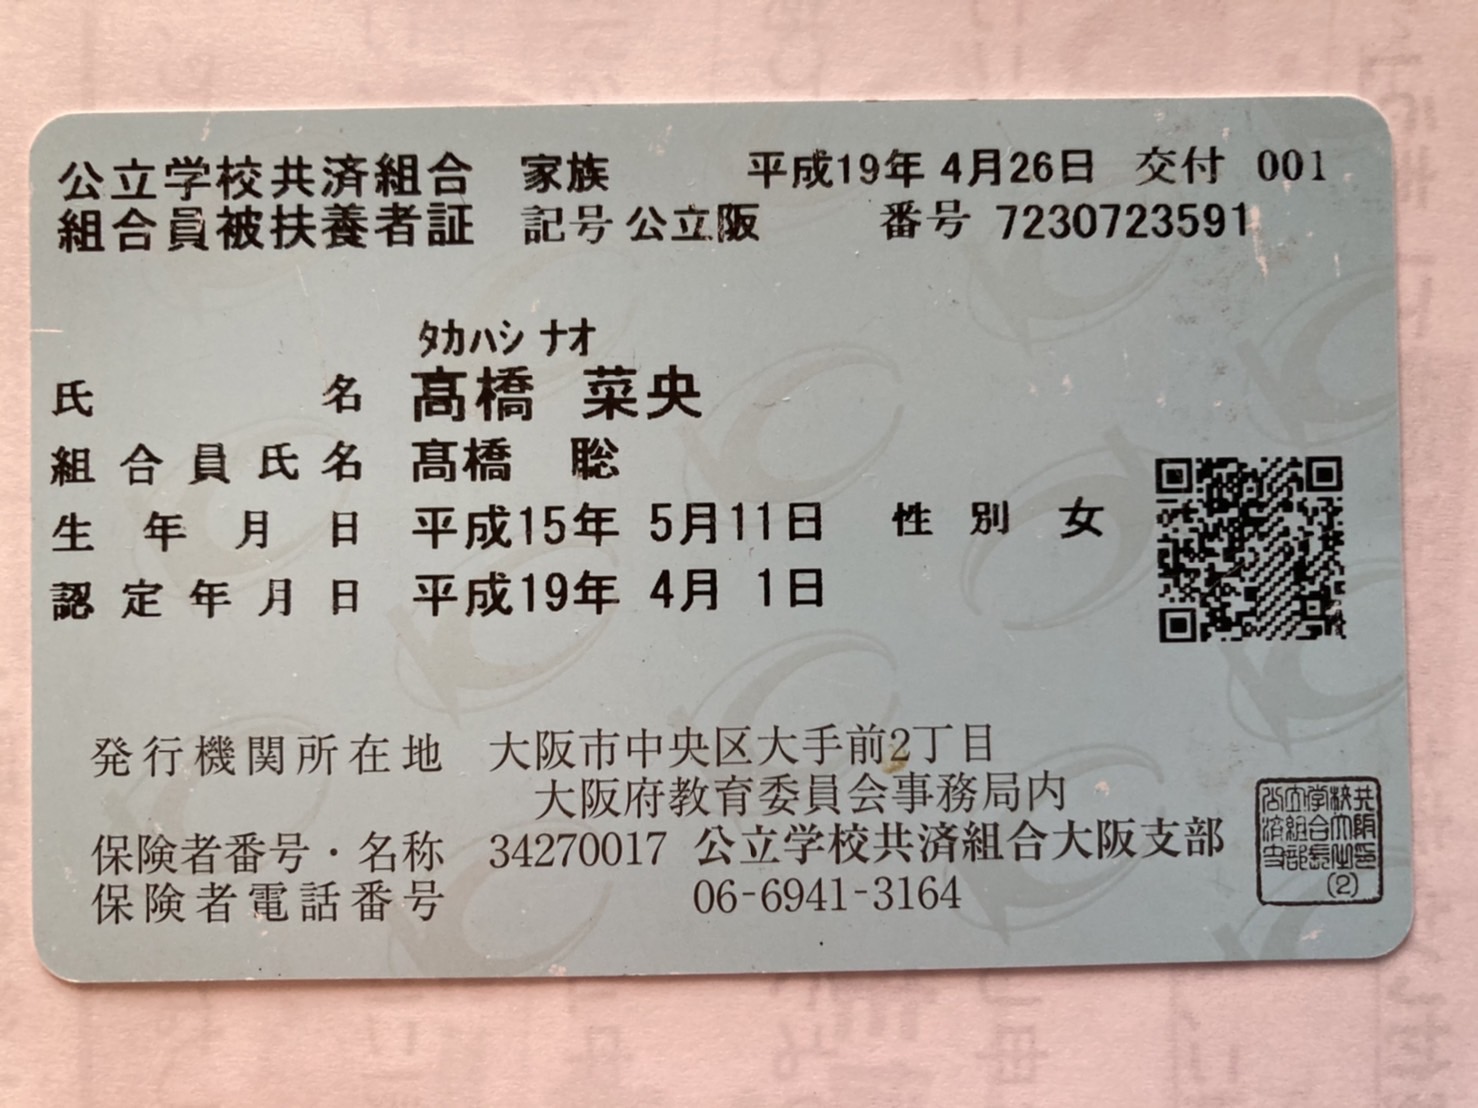 公立学校共済組合 家族 平成19年 4月26日 交付 001
組合員被扶養者証 記号 公立阪 番号 7230723591
ﾀｶﾊｼ ﾅｵ
氏名 髙橋 菜央
組合員氏名 髙橋 聡
生年月日 平成15年 5月11日 性別 女
認定年月日 平成19年 4月 1日
発行機関所在地 大阪市中央区大手前2丁目
大阪府教育委員会事務局内
保険者番号・名称 34270017 公立学校共済組合大阪支部
保険者電話番号 06-6941-3164
(2)